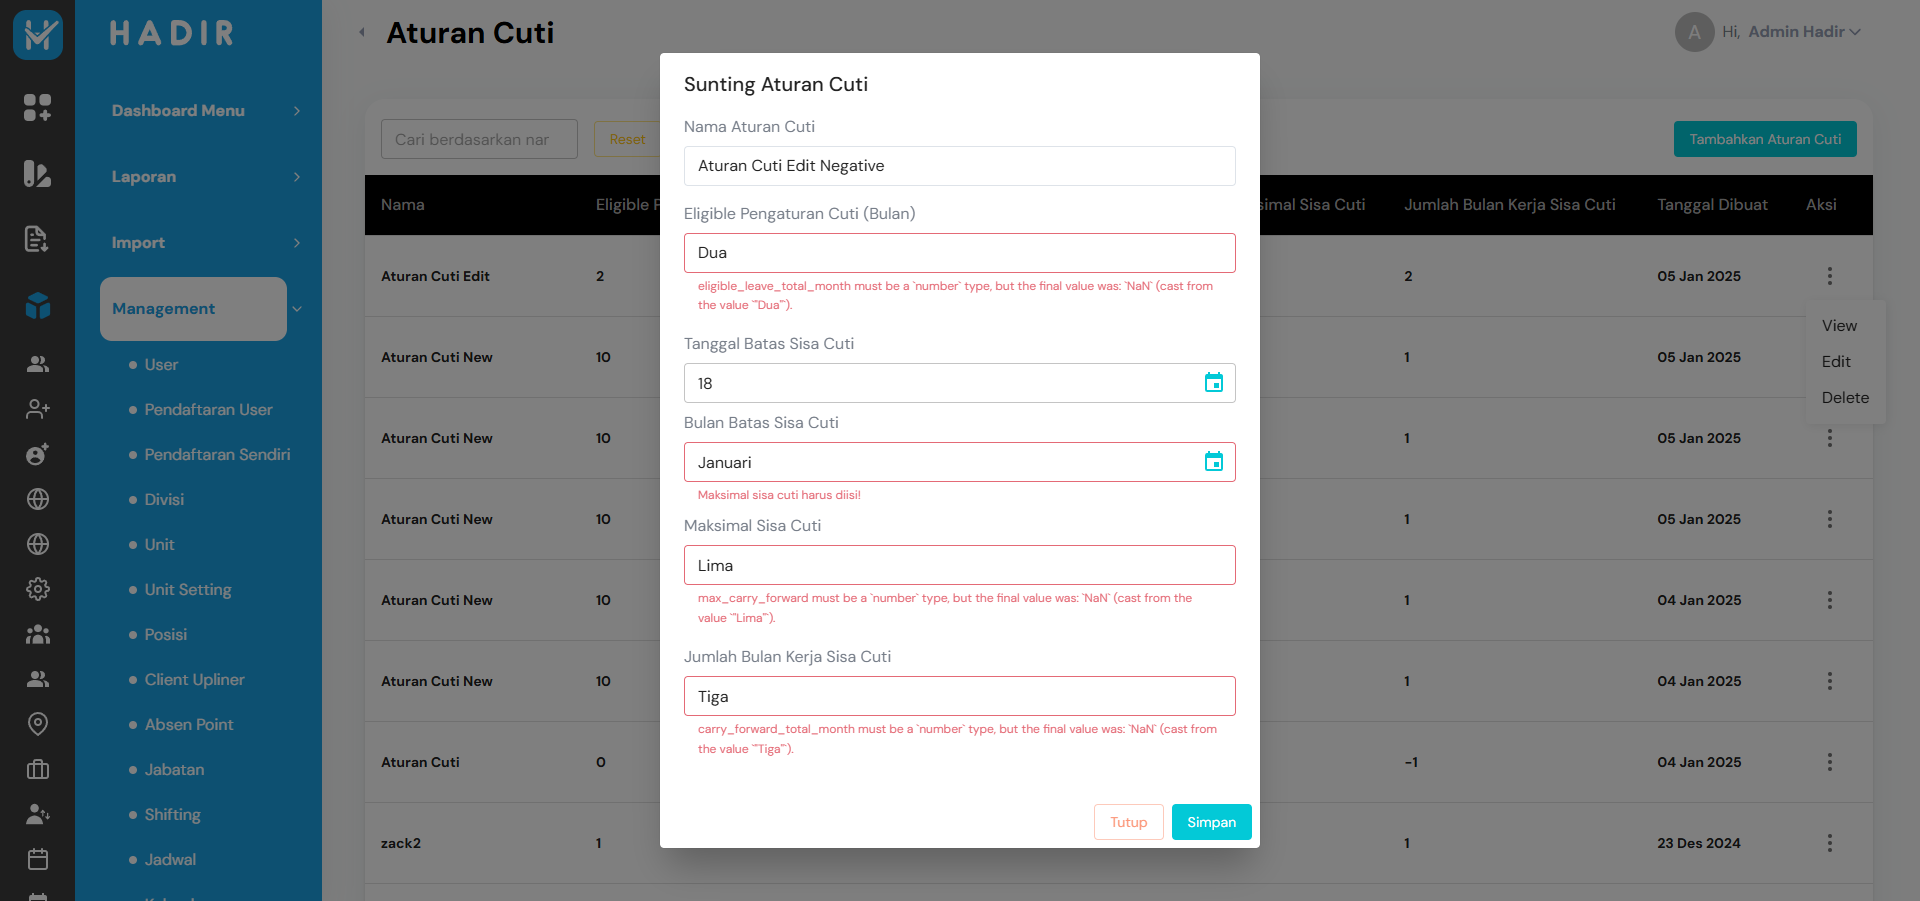 HADIR
Aturan Cuti
A
Hi, Admin Hadir
Dashboard Menu
Laporan
Import
Management
User
Pendaftaran User
Pendaftaran Sendiri
Divisi
Unit
Unit Setting
Posisi
Client Upliner
Absen Point
Jabatan
Shifting
Jadwal
Cari berdasarkan nar
Reset
Tambahkan Aturan Cuti
Nama
Eligible
simal Sisa Cuti
Jumlah Bulan Kerja Sisa Cuti
Tanggal Dibuat
Aksi
Aturan Cuti Edit 2 2 05 Jan 2025
Aturan Cuti New 10 1 05 Jan 2025
Aturan Cuti New 10 1 05 Jan 2025
Aturan Cuti New 10 1 05 Jan 2025
Aturan Cuti New 10 1 04 Jan 2025
Aturan Cuti New 10 1 04 Jan 2025
Aturan Cuti 0 -1 04 Jan 2025
zack2 1 1 23 Des 2024
View
Edit
Delete
Sunting Aturan Cuti
Nama Aturan Cuti
Aturan Cuti Edit Negative
Eligible Pengaturan Cuti (Bulan)
Dua
eligible_leave_total_month must be a `number` type, but the final value was: `NaN` (cast from
the value `"Dua"`).
Tanggal Batas Sisa Cuti
18
Bulan Batas Sisa Cuti
Januari
Maksimal sisa cuti harus diisi!
Maksimal Sisa Cuti
Lima
max_carry_forward must be a `number` type, but the final value was: `NaN` (cast from the
value `"Lima"`).
Jumlah Bulan Kerja Sisa Cuti
Tiga
carry_forward_total_month must be a `number` type, but the final value was: `NaN` (cast from
the value `"Tiga"`).
Tutup
Simpan